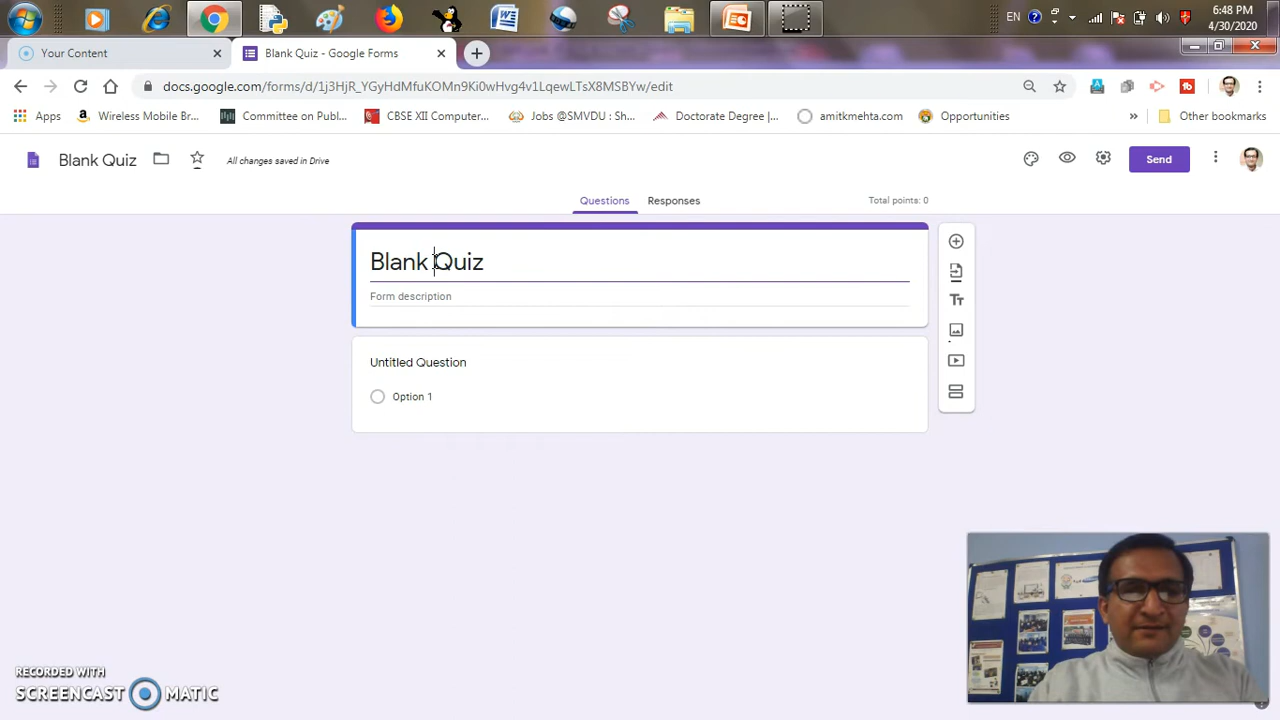 EN
6:48 PM
4/30/2020
Your Content
Blank Quiz - Google Forms
docs.google.com/forms/d/1j3HjR_YGyHdMfuKOMn9Ki0wHvg4v1LqewLTsX8MSBYw/edit
Apps
Wireless Mobile Br...
Committee on Publ...
CBSE XII Computer...
Jobs @SMVDU : Sh...
Doctorate Degree |...
amitkmehta.com
Opportunities
»
Other bookmarks
Blank Quiz
All changes saved in Drive
Send
Questions
Responses
Total points: 0
Blank Quiz
Form description
Untitled Question
Option 1
Tт
RECORDED WITH
SCREENCAST MATIC